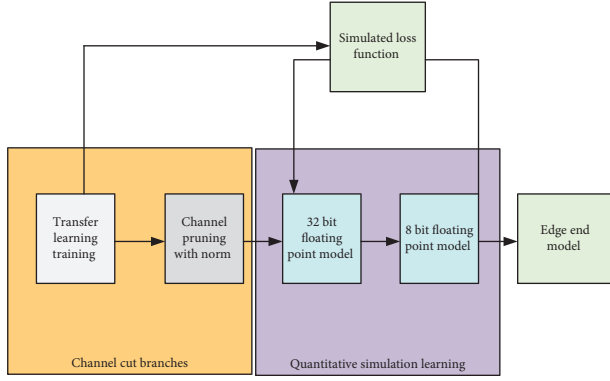 Simulated loss
function
Transfer
learning
training
Channel
pruning
with norm
32 bit
floating
point model
8 bit floating
point model
Edge end
model
Channel cut branches
Quantitative simulation learning